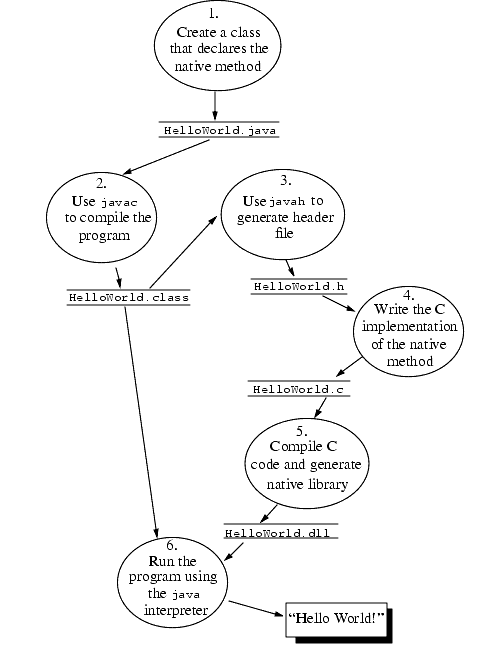 1.
Create a class
that declares the
native method
HelloWorld.java
2.
Use javac
to compile the
program
3.
Use javah to
generate header
file
HelloWorld.class
HelloWorld.h
4.
Write the C
implementation
of the native
method
HelloWorld.c
5.
Compile C
code and generate
native library
HelloWorld.dll
6.
Run the
program using
the java
interpreter
“Hello World!”